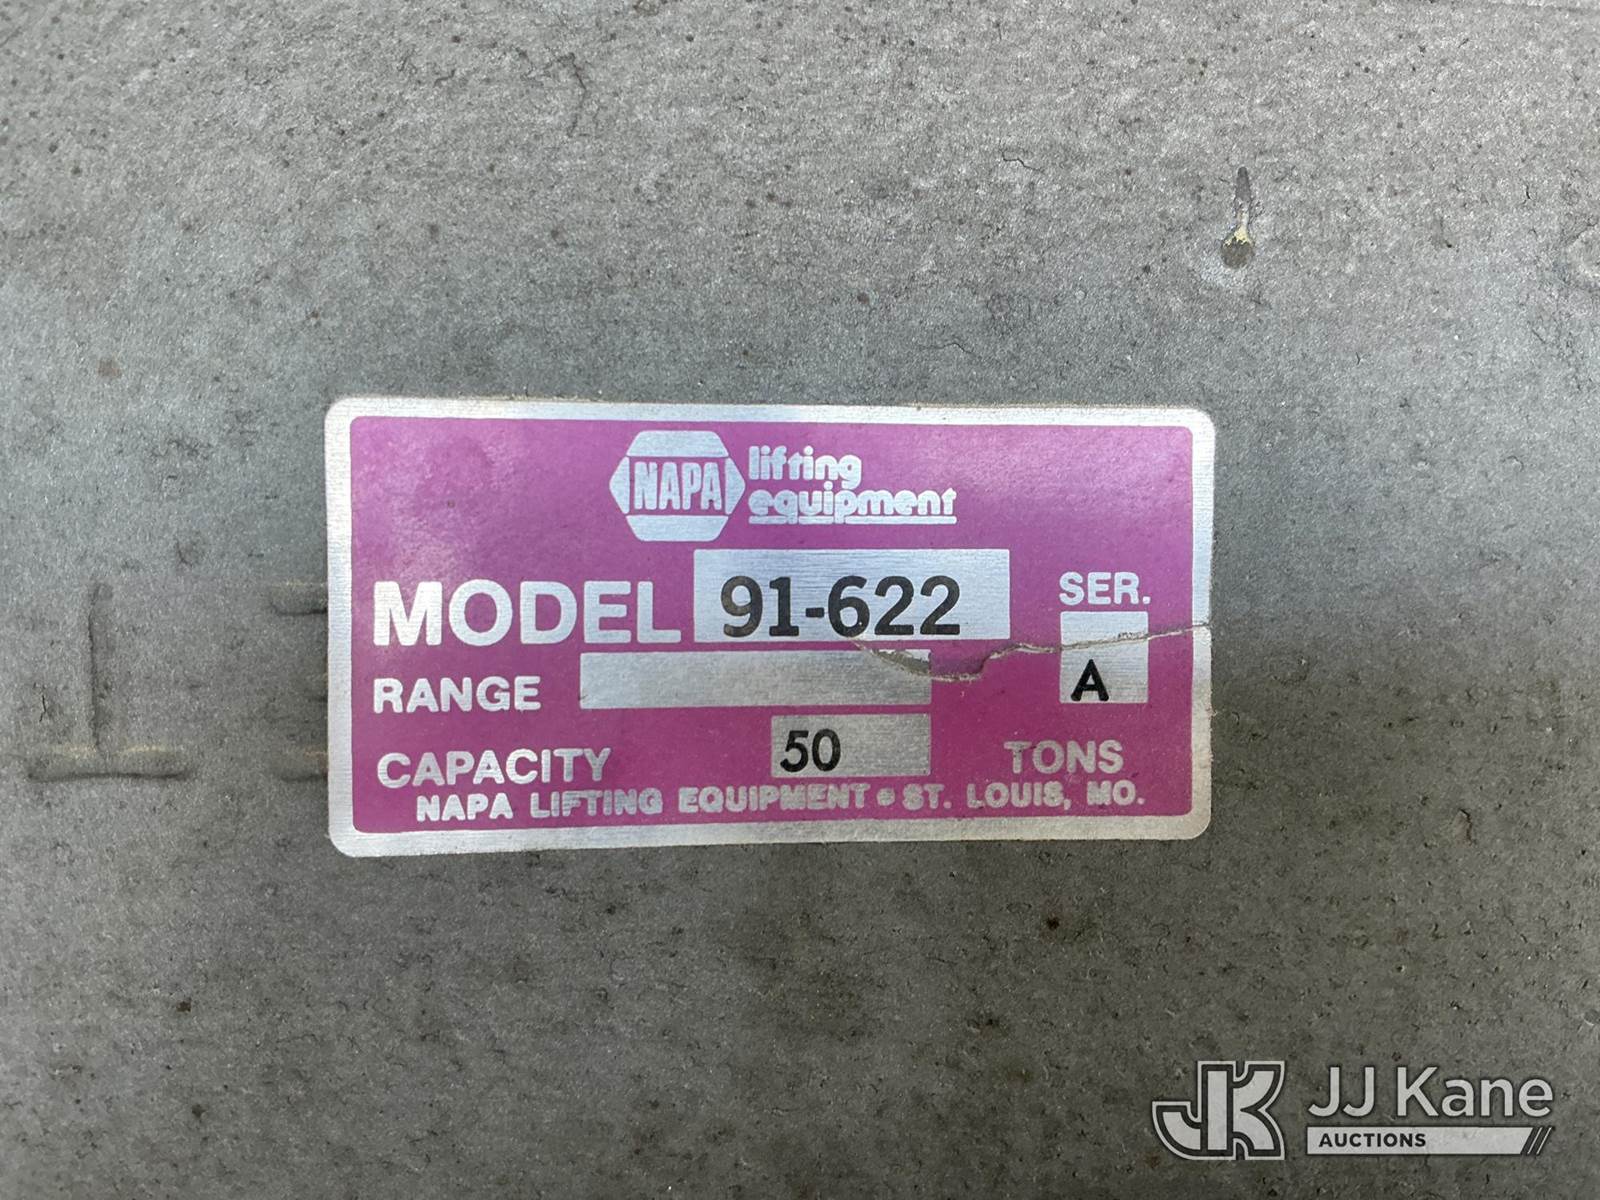 NAPA lifting
equipment
MODEL 91-622
SER.
A
RANGE
CAPACITY 50 TONS
NAPA LIFTING EQUIPMENT • ST. LOUIS, MO.
JK JJ Kane
AUCTIONS